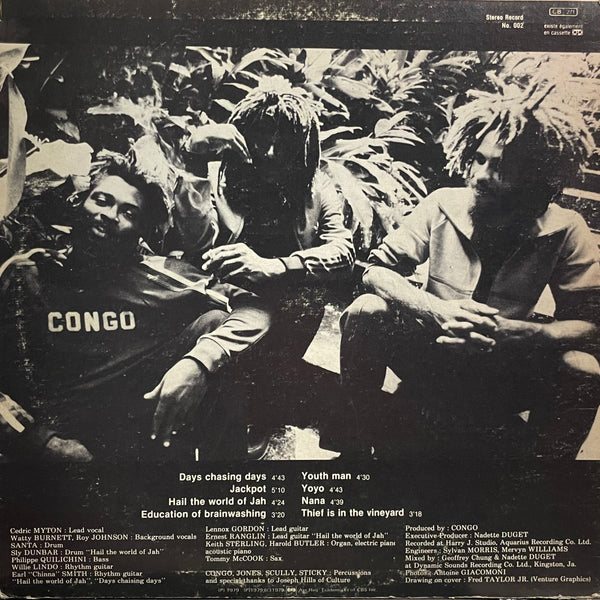 Stereo Record
No. 002
CB 271
existe également
en cassette
CONGO
Days chasing days 4'43
Jackpot 5'10
Hail the world of Jah 4'24
Education of brainwashing 3'20
Youth man 4'30
Yoyo 4'43
Nana 4'39
Thief is in the vineyard 3'18
Cedric MYTON : Lead vocal
Watty BURNETT, Roy JOHNSON : Background vocals
SANTA : Drum
Sly DUNBAR : Drum "Hail the world of Jah"
Philippe QUILICHINI : Bass
Willie LINDO : Rhythm guitar
Earl "Chinna" SMITH : Rhythm guitar
"Hail the world of Jah", "Days chasing days"
Lennox GORDON : Lead guitar
Ernest RANGLIN : Lead guitar "Hail the world of Jah"
Keith STERLING, Harold BUTLER : Organ, electric piano
acoustic piano
Tommy McCOOK : Sax
CONGO, JONES, SCULLY, STICKY : Percussions
and special thanks to Joseph Hills of Culture
Produced by : CONGO
Executive-Producer : Nadette DUGET
Recorded at Harry J. Studio, Aquarius Recording Co. Ltd.
Engineers : Sylvan MORRIS, Mervyn WILLIAMS
Mixed by : Geoffrey Chung & Nadette DUGET
at Dynamic Sounds Recording Co. Ltd., Kingston, Ja.
Photos : Antoine GIACOMONI
Drawing on cover : Fred TAYLOR JR. (Venture Graphics)
(P) 1979
CBS Inc.